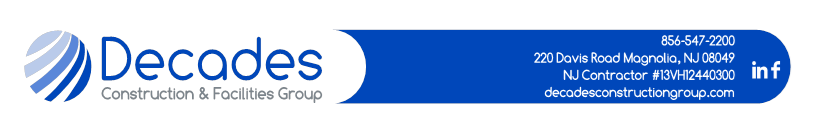 Decades
Construction & Facilities Group
856-547-2200
220 Davis Road Magnolia, NJ 08049
NJ Contractor #13VH12440300
decadesconstructiongroup.com
in f